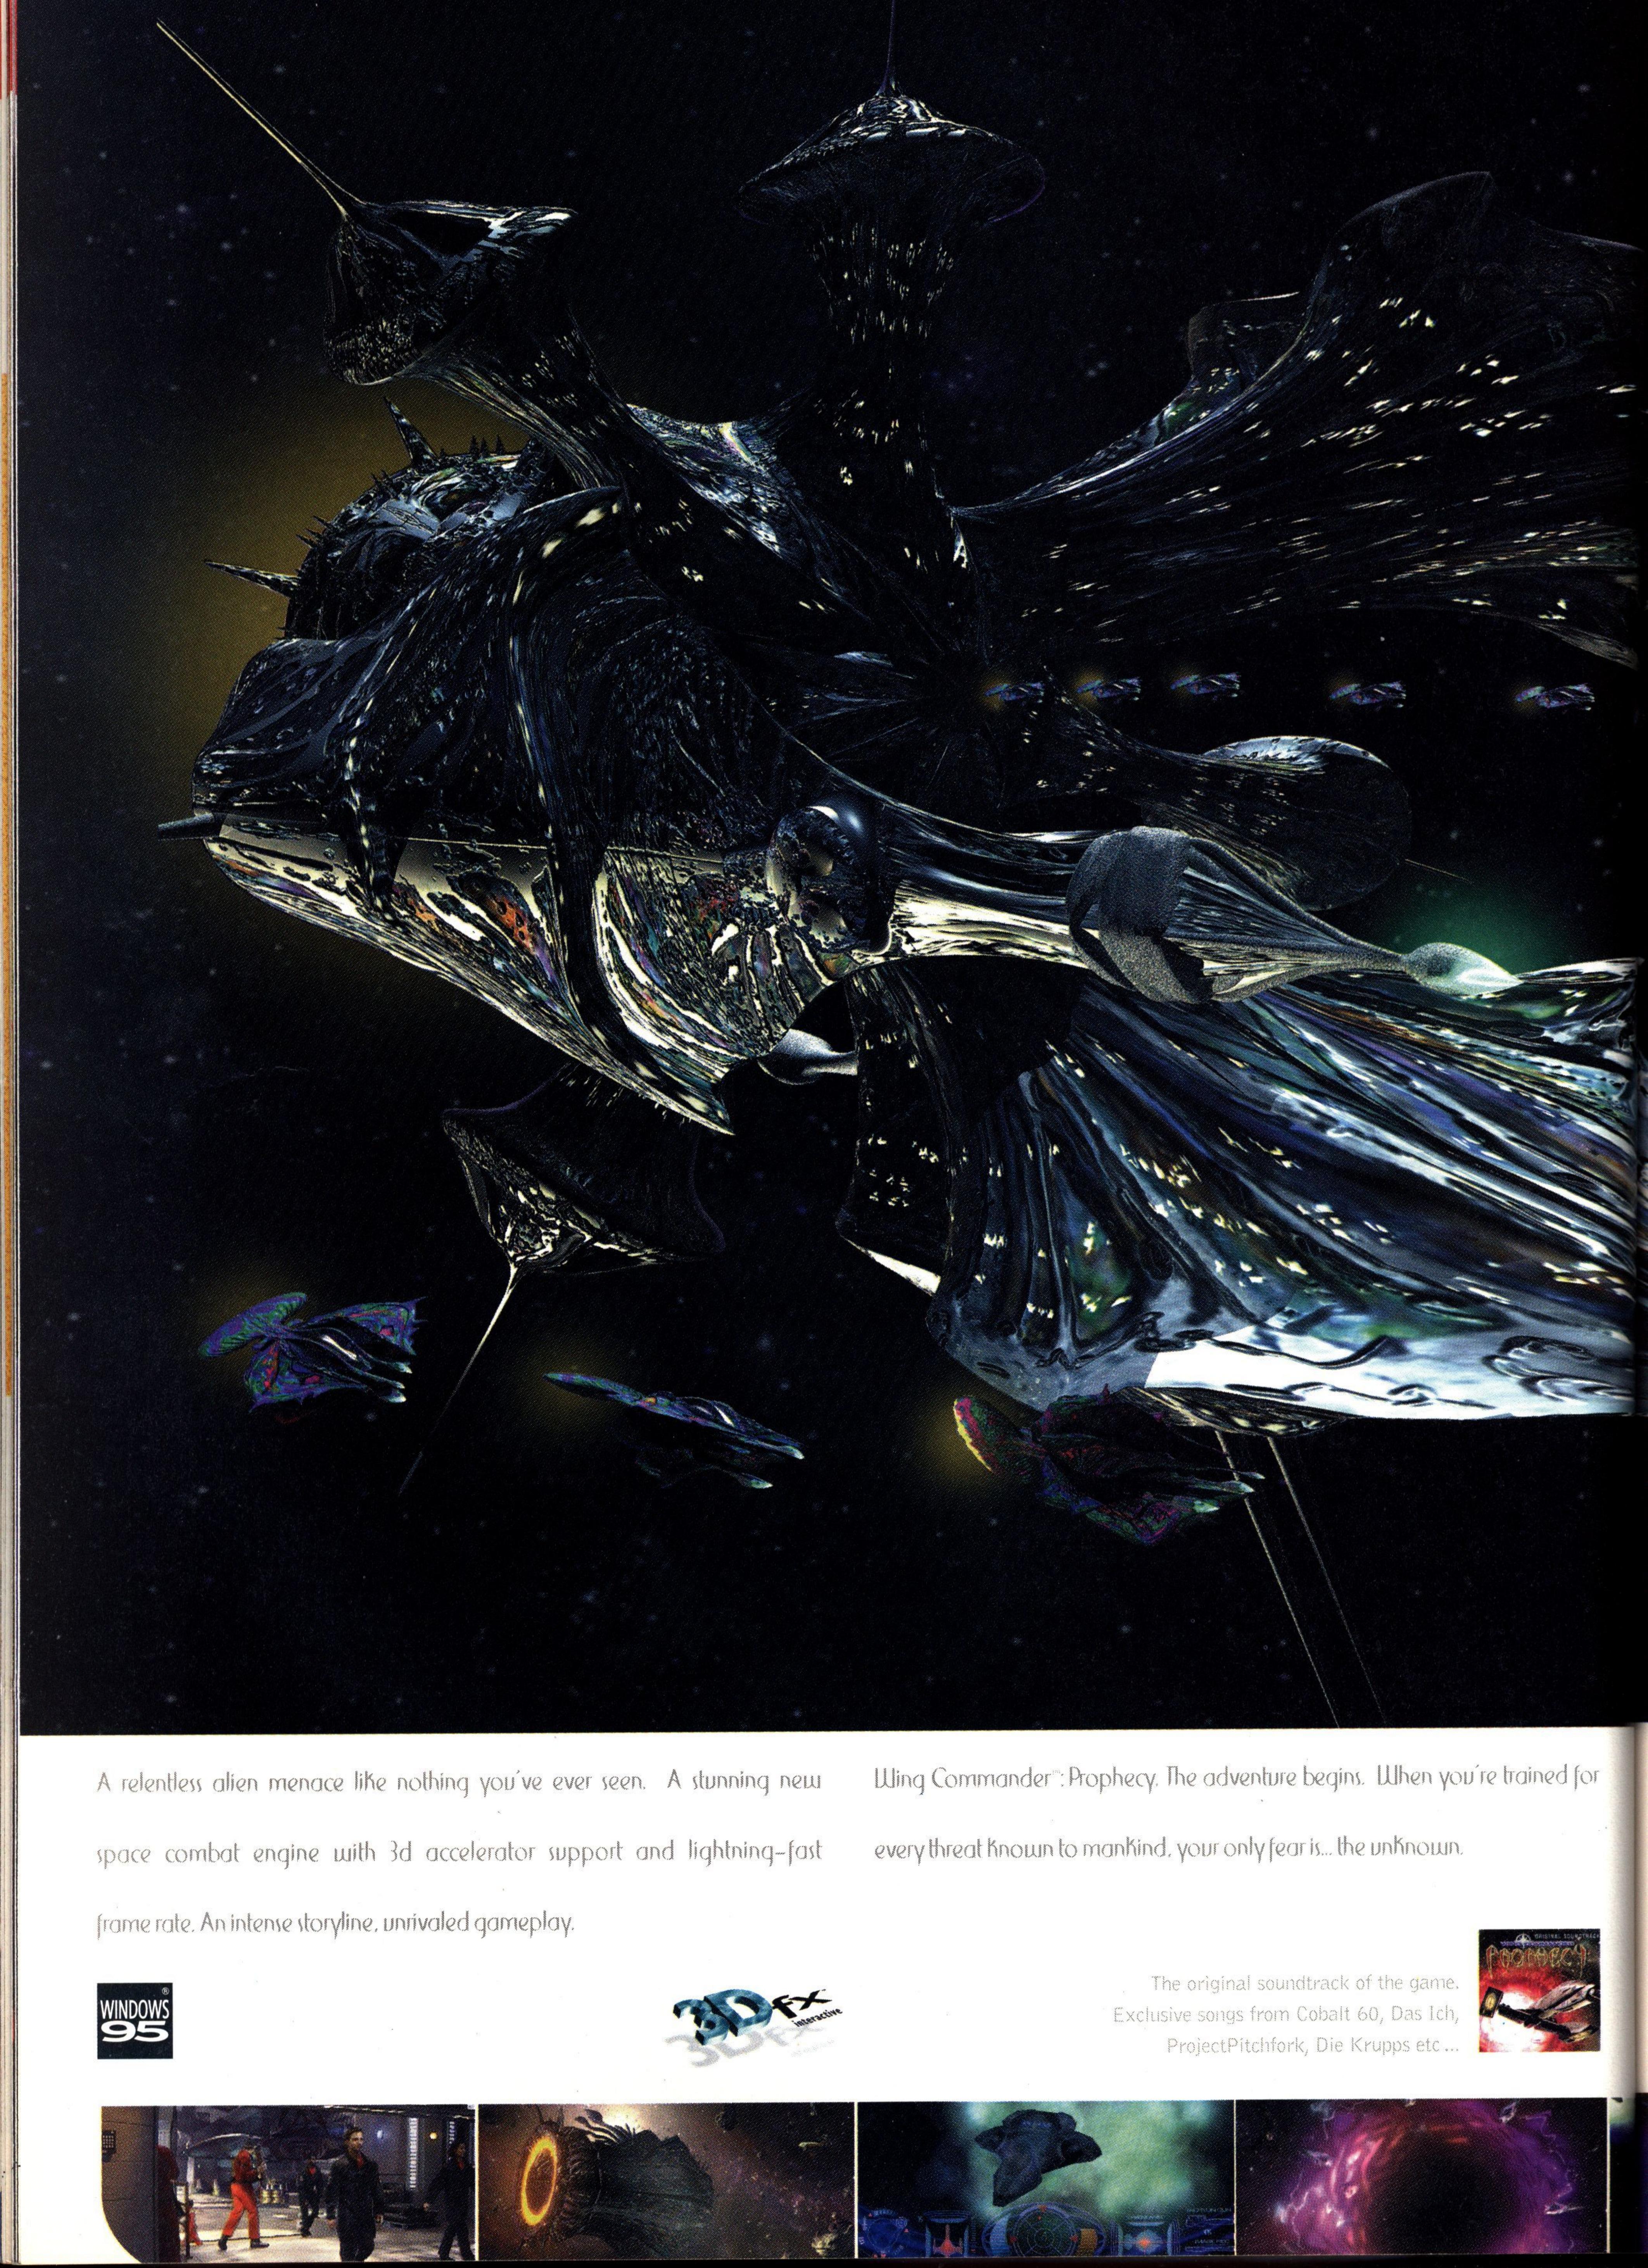 A relentless alien menace like nothing you've ever seen. A stunning new
space combat engine with 3d accelerator support and lightning-fast
frame rate. An intense storyline, unrivaled gameplay.
Wing Commander™: Prophecy. The adventure begins. When you're trained for
every threat known to mankind, your only fear is... the unknown.
WINDOWS®
95
3Dfx™
interactive
The original soundtrack of the game.
Exclusive songs from Cobalt 60, Das Ich,
ProjectPitchfork, Die Krupps etc ...
ORIGINAL SOUNDTRACK
PROPHECY